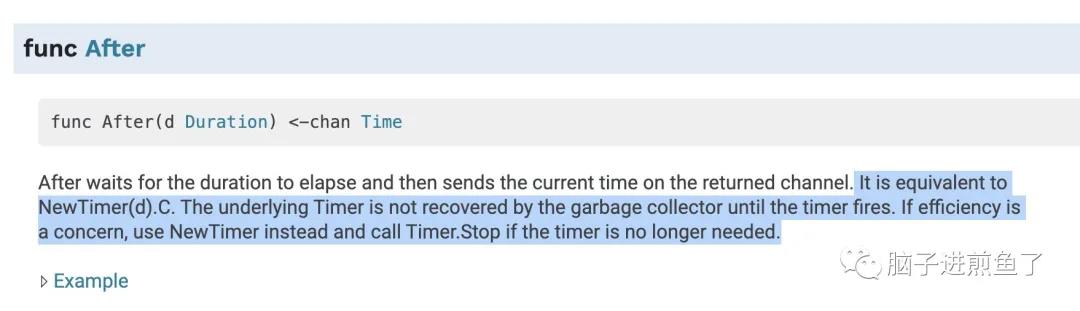 func After
func After(d Duration) <-chan Time
After waits for the duration to elapse and then sends the current time on the returned channel. It is equivalent to
NewTimer(d).C. The underlying Timer is not recovered by the garbage collector until the timer fires. If efficiency is
a concern, use NewTimer instead and call Timer.Stop if the timer is no longer needed.
脑子进煎鱼了
Example